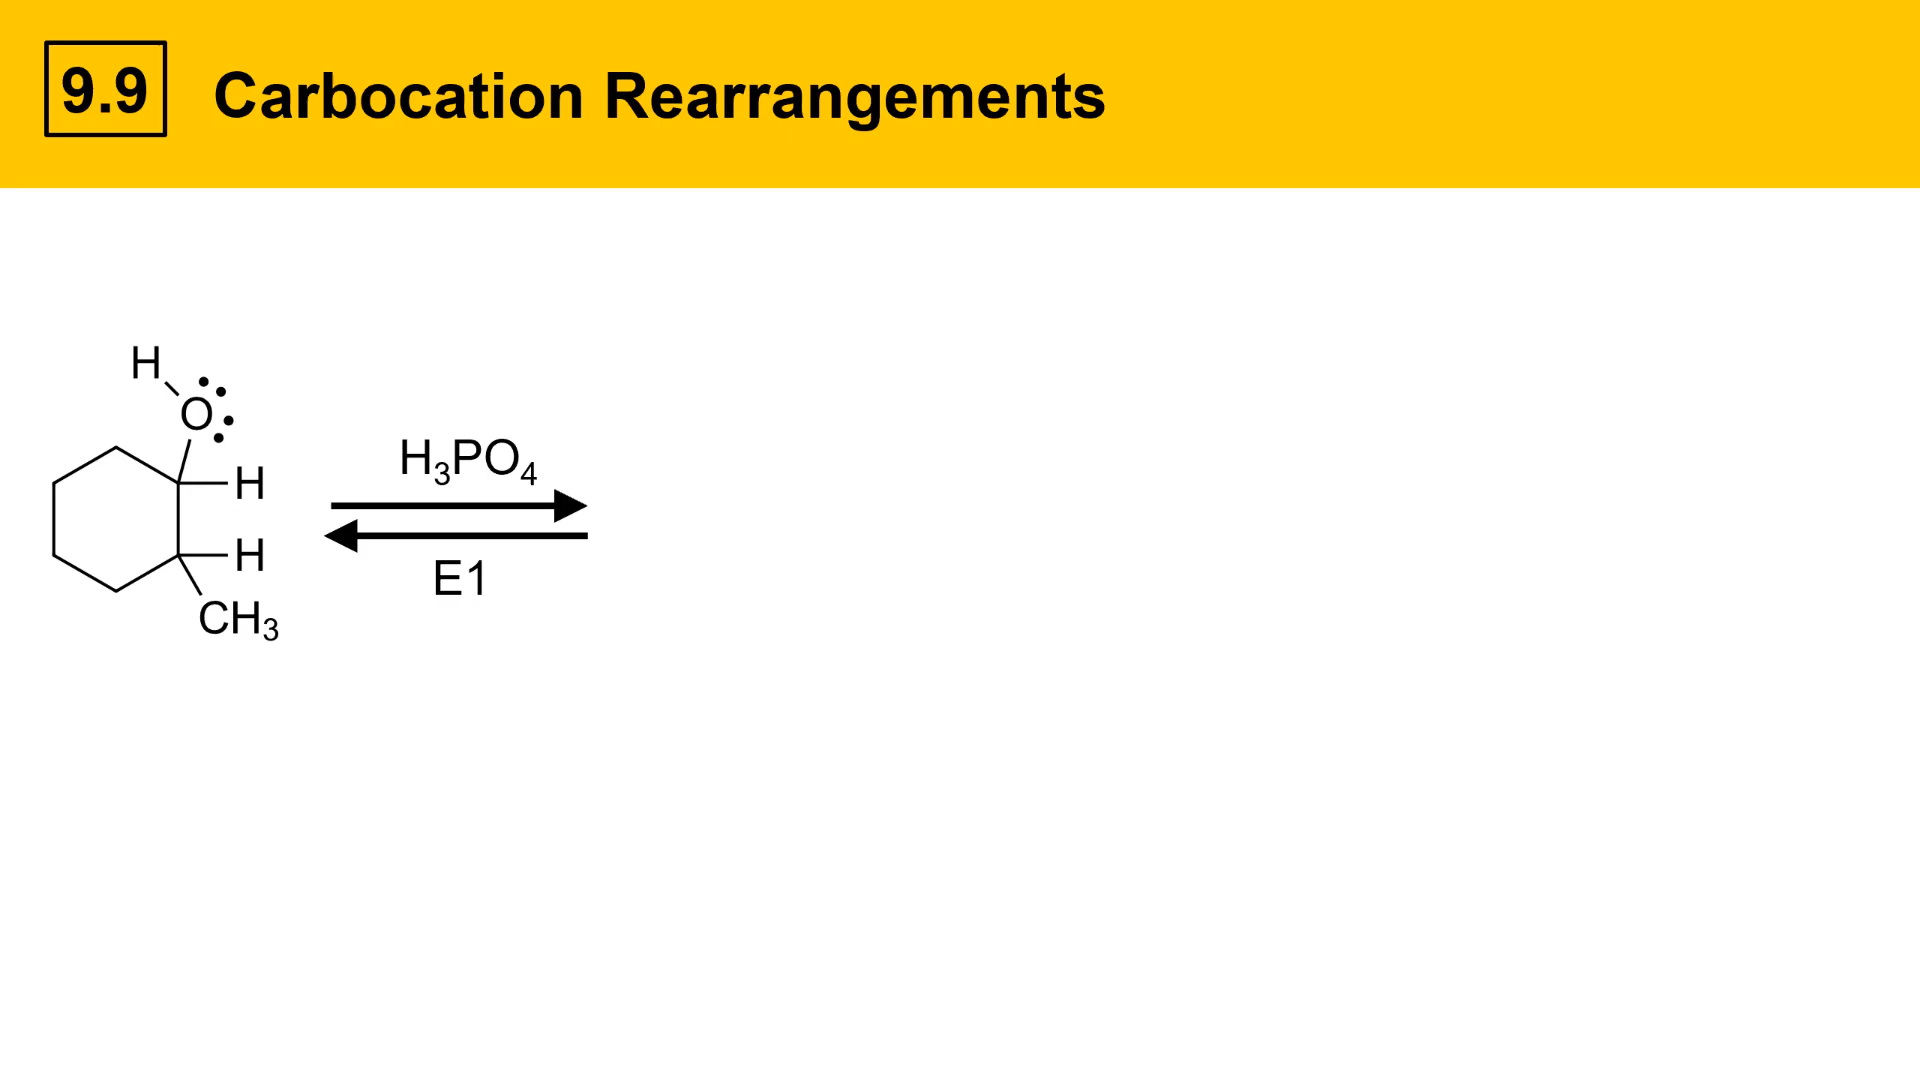 9.9 Carbocation Rearrangements
H
O
H
H
CH₃
H₃PO₄
E1